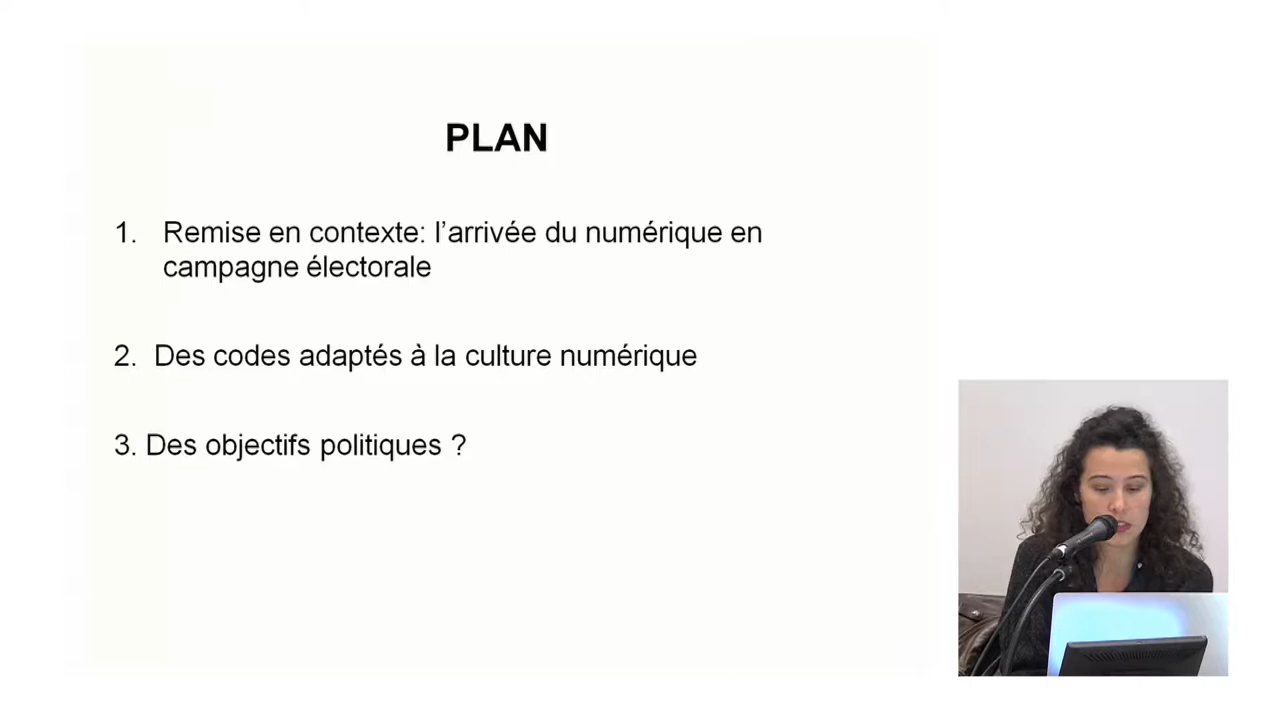 PLAN
1. Remise en contexte: l’arrivée du numérique en
campagne électorale
2. Des codes adaptés à la culture numérique
3. Des objectifs politiques ?